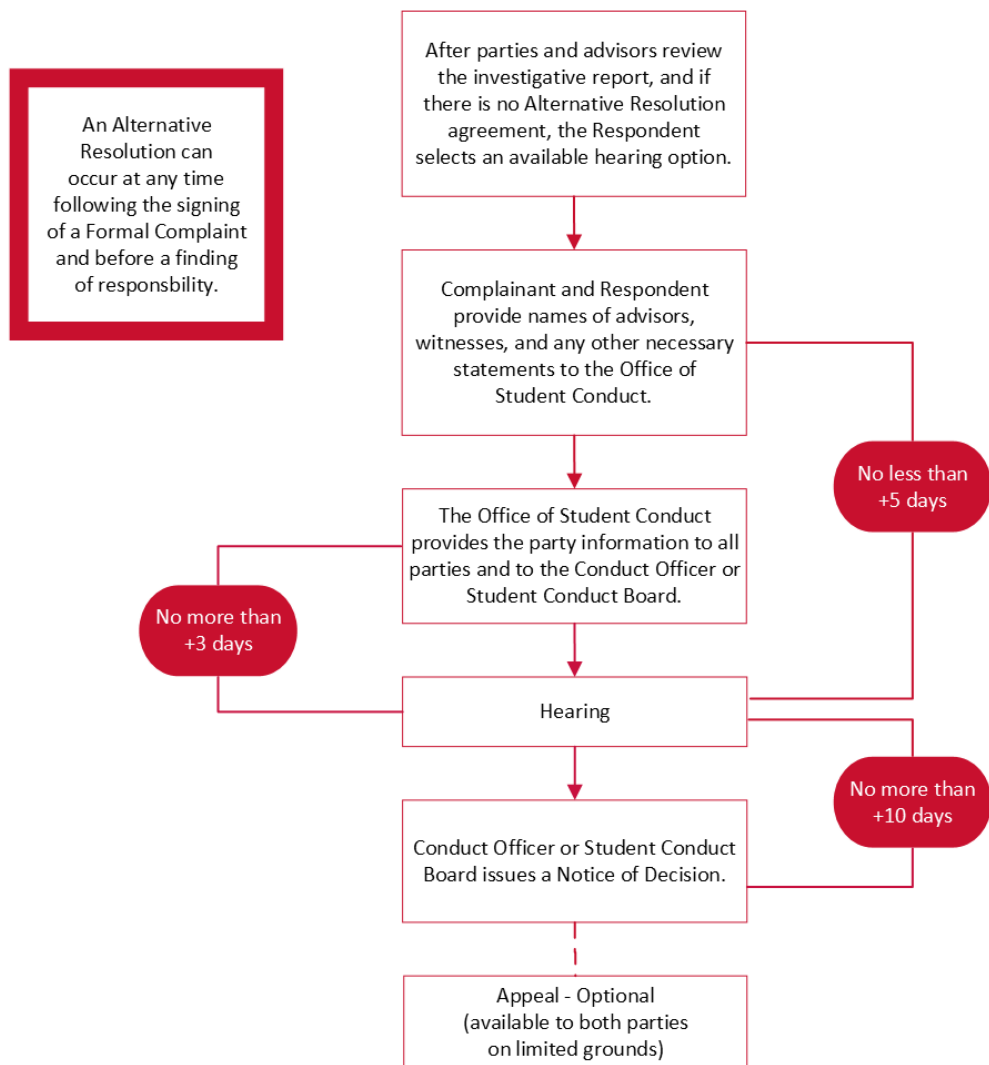 An Alternative
Resolution can
occur at any time
following the signing
of a Formal Complaint
and before a finding
of responsbility.
After parties and advisors review
the investigative report, and if
there is no Alternative Resolution
agreement, the Respondent
selects an available hearing option.
Complainant and Respondent
provide names of advisors,
witnesses, and any other necessary
statements to the Office of
Student Conduct.
No less than
+5 days
The Office of Student Conduct
provides the party information to all
parties and to the Conduct Officer or
Student Conduct Board.
No more than
+3 days
Hearing
No more than
+10 days
Conduct Officer or Student Conduct
Board issues a Notice of Decision.
Appeal - Optional
(available to both parties
on limited grounds)